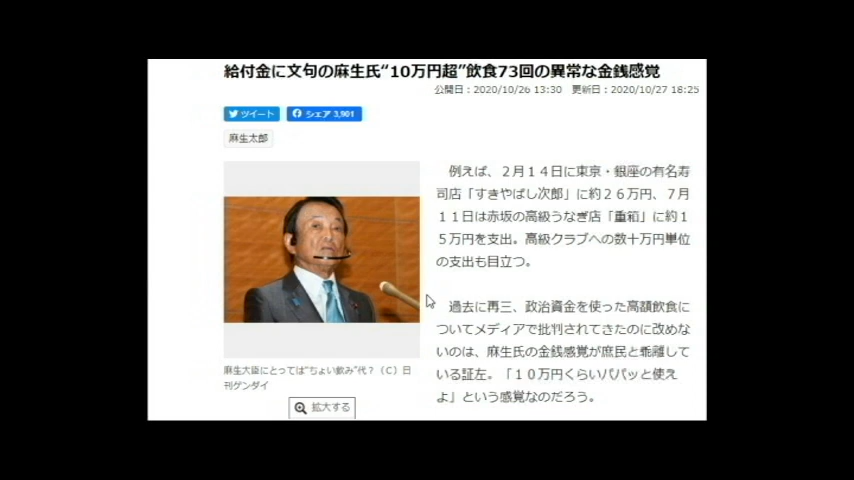 給付金に文句の麻生氏“10万円超”飲食73回の異常な金銭感覚
公開日：2020/10/26 13:30　更新日：2020/10/27 18:25
ツイート
シェア 3,901
麻生太郎
例えば、２月１４日に東京・銀座の有名寿
司店「すきやばし次郎」に約２６万円、７月
１１日は赤坂の高級うなぎ店「重箱」に約１
５万円を支出。高級クラブへの数十万円単位
の支出も目立つ。
過去に再三、政治資金を使った高額飲食に
ついてメディアで批判されてきたのに改めな
いのは、麻生氏の金銭感覚が庶民と乖離して
いる証左。「１０万円くらいパパッと使え
よ」という感覚なのだろう。
麻生大臣にとっては“ちょい飲み”代？（C）日
刊ゲンダイ
拡大する